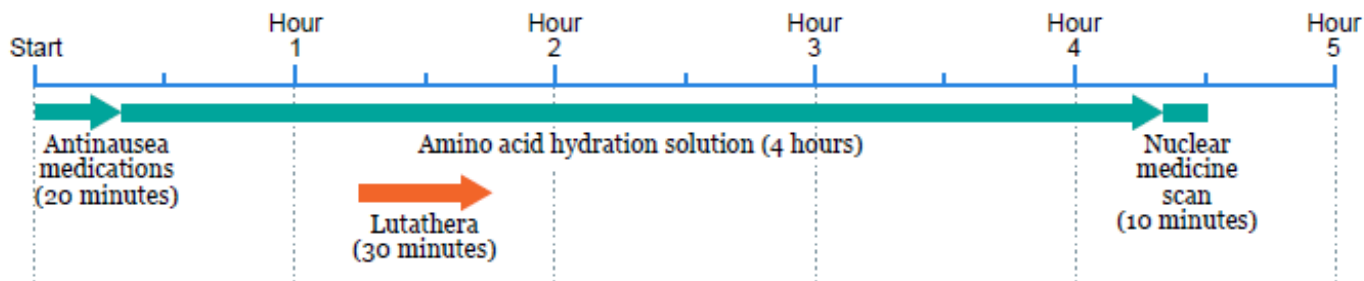 Start
Hour
1
Hour
2
Hour
3
Hour
4
Hour
5
Antinausea
medications
(20 minutes)
Amino acid hydration solution (4 hours)
Nuclear
medicine
scan
(10 minutes)
Lutathera
(30 minutes)